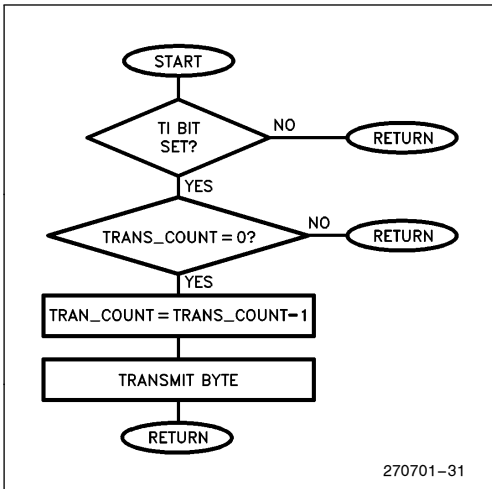 START
TI BIT
SET?
NO
RETURN
YES
TRANS_COUNT = 0?
NO
RETURN
YES
TRAN_COUNT = TRANS_COUNT-1
TRANSMIT BYTE
RETURN
270701-31